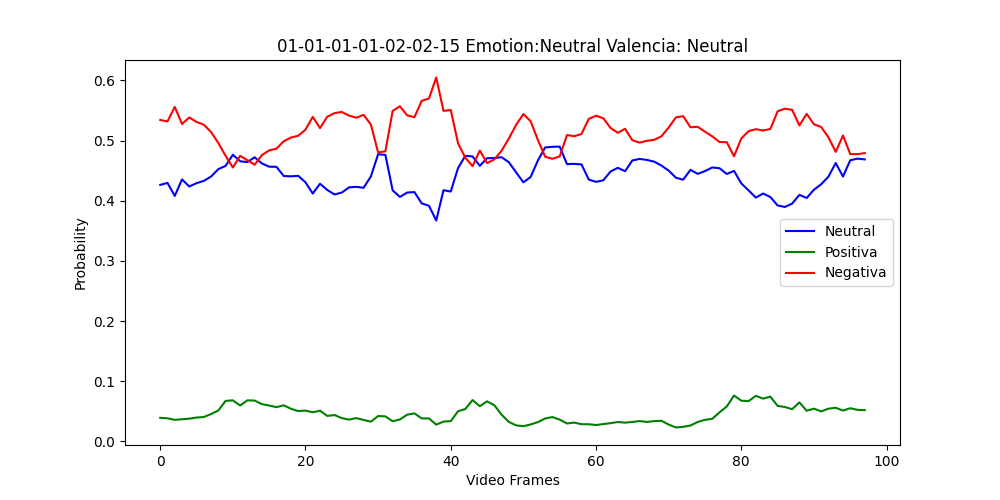 01-01-01-01-02-02-15 Emotion:Neutral Valencia: Neutral
Probability
0.6
0.5
0.4
0.3
0.2
0.1
0.0
Neutral
Positiva
Negativa
0 20 40 60 80 100
Video Frames